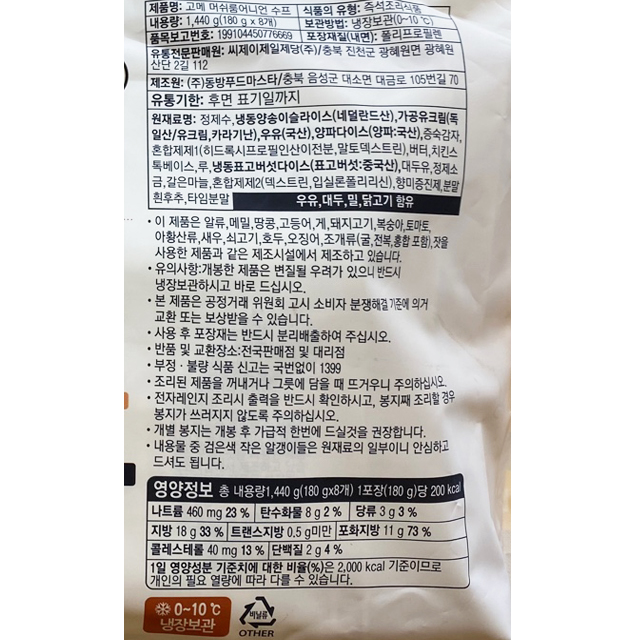 제품명: 고메 머쉬룸어니언 수프 식품의 유형: 즉석조리식품
내용량: 1,440 g(180 g x 8개) 보관방법: 냉장보관(0~10℃)
품목보고번호: 199104450776669 포장재질(내면): 폴리프로필렌
유통전문판매원: 씨제이제일제당(주)/충북 진천군 광혜원면 광혜원
산단 2길 112
제조원: (주)동방푸드마스타/충북 음성군 대소면 대금로 105번길 70
유통기한: 후면 표기일까지
원재료명: 정제수, 냉동양송이슬라이스(네덜란드산), 가공유크림(독
일산/유크림,카라기난), 우유(국산), 양파다이스(양파:국산), 증숙감자,
혼합제제1(히드록시프로필인산이전분, 말토덱스트린), 버터, 치킨스
톡베이스, 루, 냉동표고버섯다이스(표고버섯:중국산), 대두유, 정제소
금, 갈은마늘, 혼합제제2(덱스트린, 입실론폴리리신), 향미증진제, 분말
흰후추, 타임분말
우유,대두,밀,닭고기 함유
• 이 제품은 알류,메밀,땅콩,고등어,게,돼지고기,복숭아,토마토,
아황산류,새우,쇠고기,호두,오징어,조개류(굴,전복,홍합 포함),잣을
사용한 제품과 같은 제조시설에서 제조하고 있습니다.
• 유의사항:개봉한 제품은 변질될 우려가 있으니 반드시
냉장보관하시고 바로 드십시오.
• 본 제품은 공정거래 위원회 고시 소비자 분쟁해결기준에 의거
교환 또는 보상받을 수 있습니다.
• 사용 후 포장재는 반드시 분리배출하여 주십시오.
• 반품 및 교환장소:전국판매점 및 대리점
• 부정 · 불량 식품 신고는 국번없이 1399
• 조리된 제품을 꺼내거나 그릇에 담을 때 뜨거우니 주의하십시오.
• 전자레인지 조리시 출력을 반드시 확인하시고, 봉지째 조리할 경우
봉지가 쓰러지지 않도록 주의하십시오.
• 개별 봉지는 개봉 후 가급적 한번에 드실것을 권장합니다.
• 내용물 중 검은색 작은 알갱이들은 원재료의 일부이니 안심하고
드셔도 됩니다.
영양정보 총 내용량1,440 g(180 gx8개) 1포장(180 g)당 200 kcal
나트륨 460 mg 23 % 탄수화물 8 g 2 % 당류 3 g 3 %
지방 18 g 33 % 트랜스지방 0.5 g미만 포화지방 11 g 73 %
콜레스테롤 40 mg 13 % 단백질 2 g 4 %
1일 영양성분 기준치에 대한 비율(%)은 2,000 kcal 기준이므로
개인의 필요 열량에 따라 다를 수 있습니다.
0~10 ℃
냉장보관
비닐류
OTHER